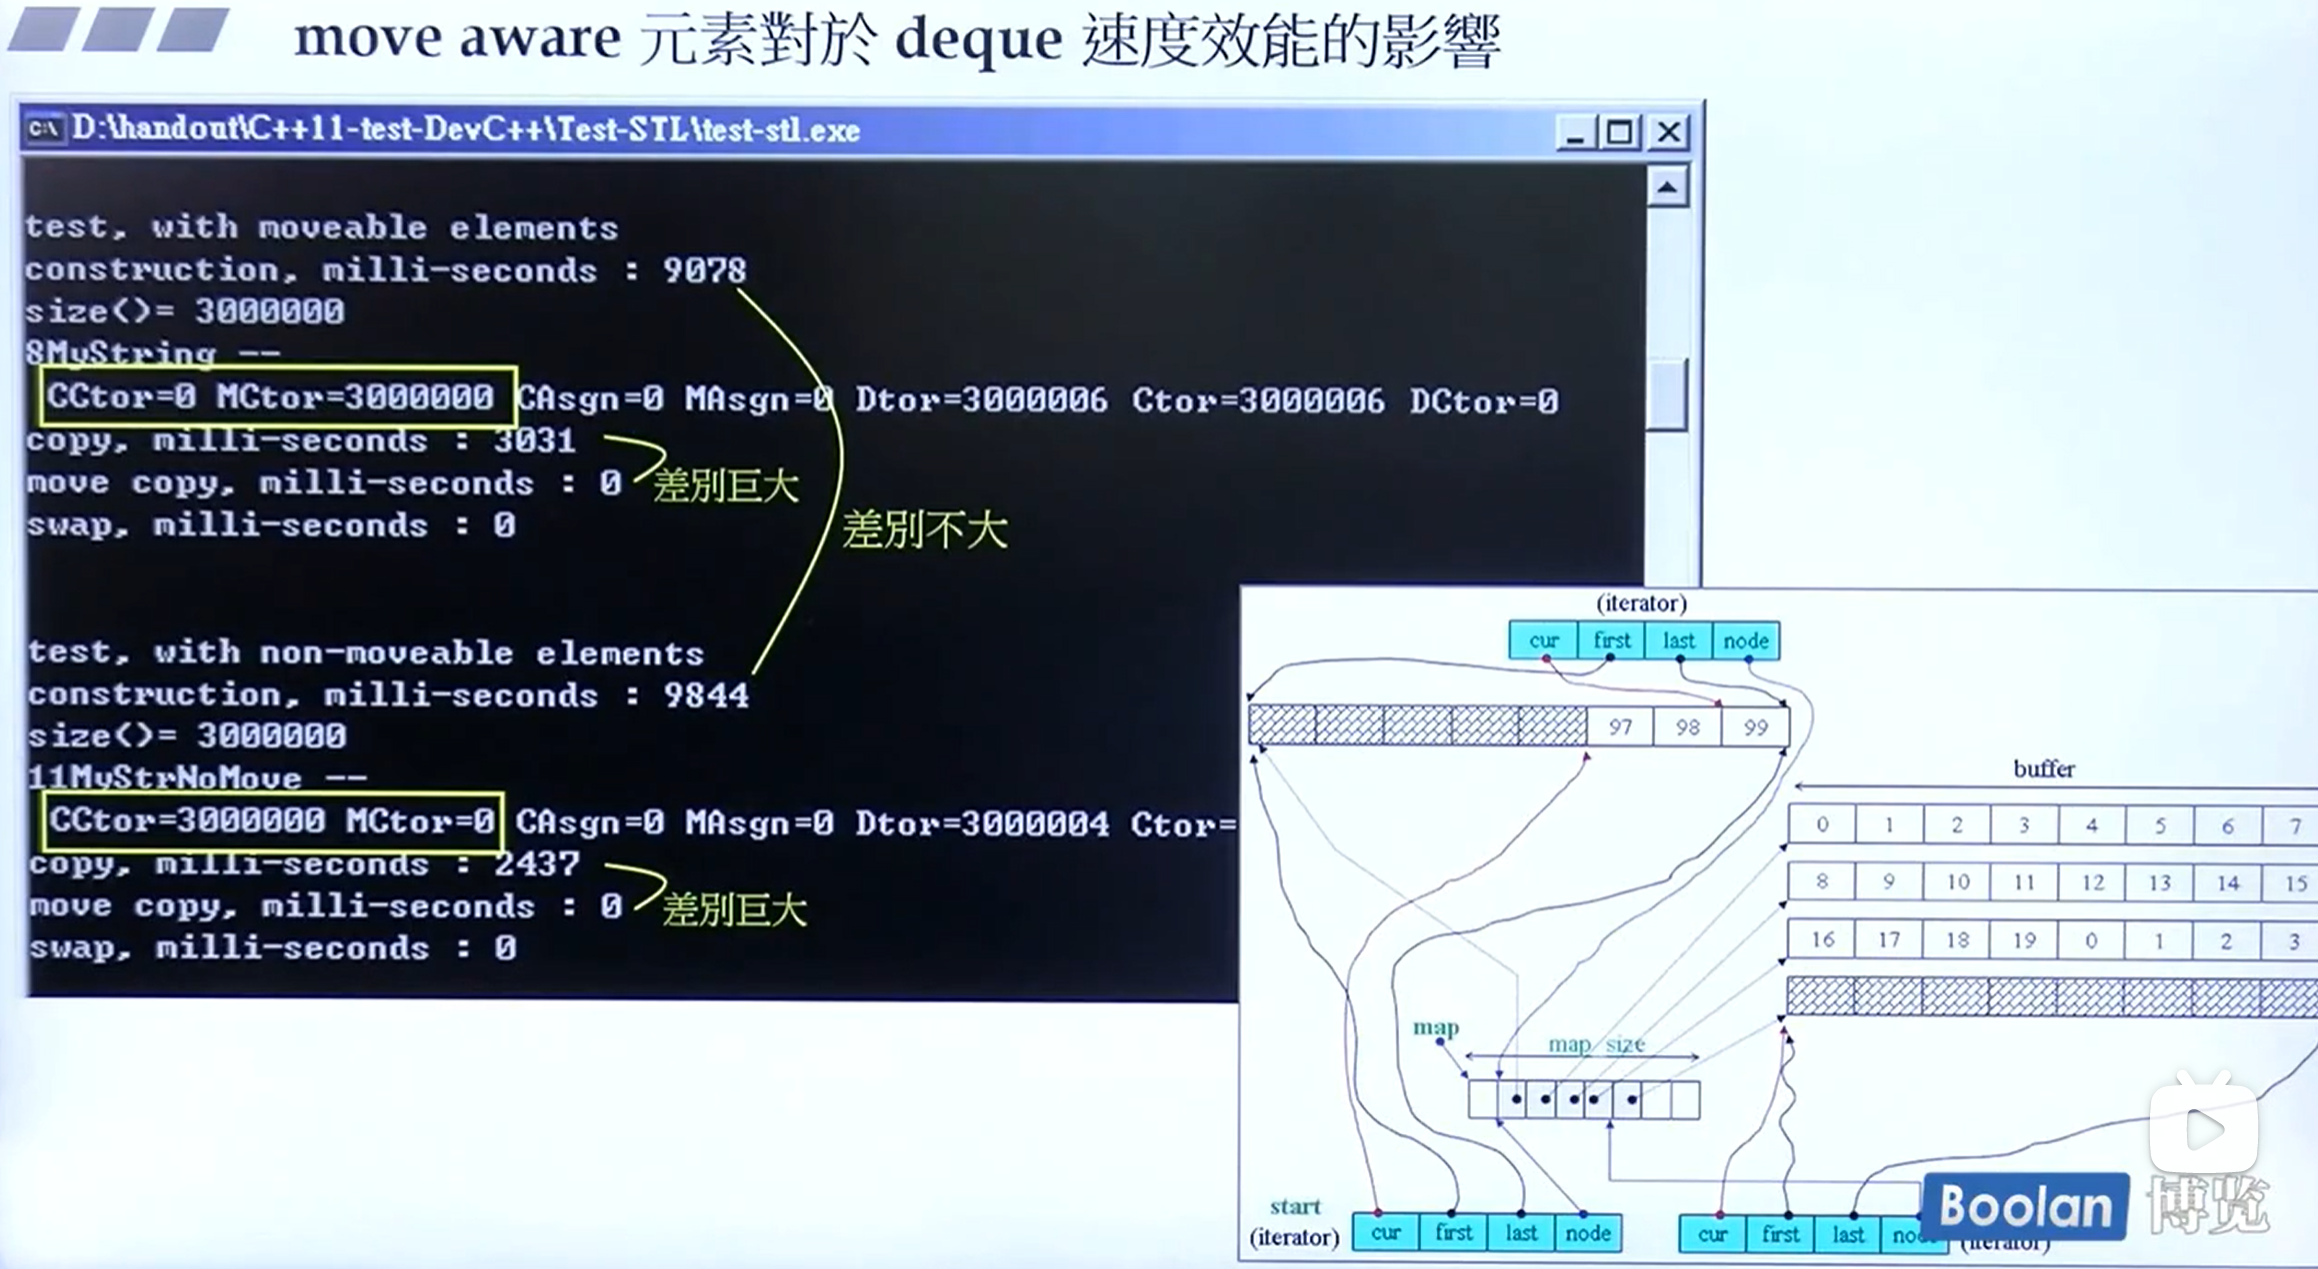 move aware 元素對於 deque 速度效能的影響
D:\handout\C++11-test-DevC++\Test-STL\test-stl.exe
test, with moveable elements
construction, milli-seconds : 9078
size()= 3000000
8MyString --
CCtor=0 MCtor=3000000 CAsgn=0 MAsgn=0 Dtor=3000006 Ctor=3000006 DCtor=0
copy, milli-seconds : 3031
move copy, milli-seconds : 0
差別巨大
swap, milli-seconds : 0
差別不大
test, with non-moveable elements
construction, milli-seconds : 9844
size()= 3000000
11MyStrNoMove --
CCtor=3000000 MCtor=0 CAsgn=0 MAsgn=0 Dtor=3000004 Ctor=
copy, milli-seconds : 2437
move copy, milli-seconds : 0
差別巨大
swap, milli-seconds : 0
(iterator)
cur first last node
97 98 99
buffer
0 1 2 3 4 5 6 7
8 9 10 11 12 13 14 15
16 17 18 19 0 1 2 3
map
map size
start
(iterator)
cur first last node
cur first last
(iterator)
Boolan 博览